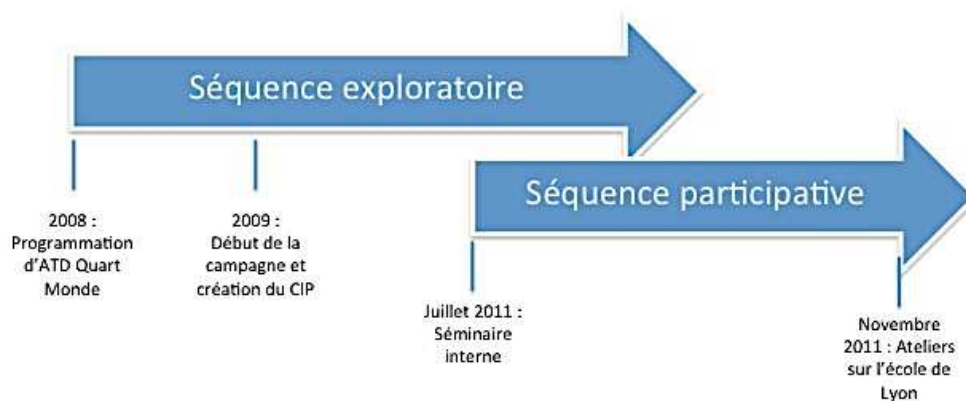 Séquence exploratoire
Séquence participative
2008 :
Programmation
d'ATD Quart
Monde
2009 :
Début de la
campagne et
création du CIP
Juillet 2011 :
Séminaire
interne
Novembre
2011 : Ateliers
sur l'école de
Lyon